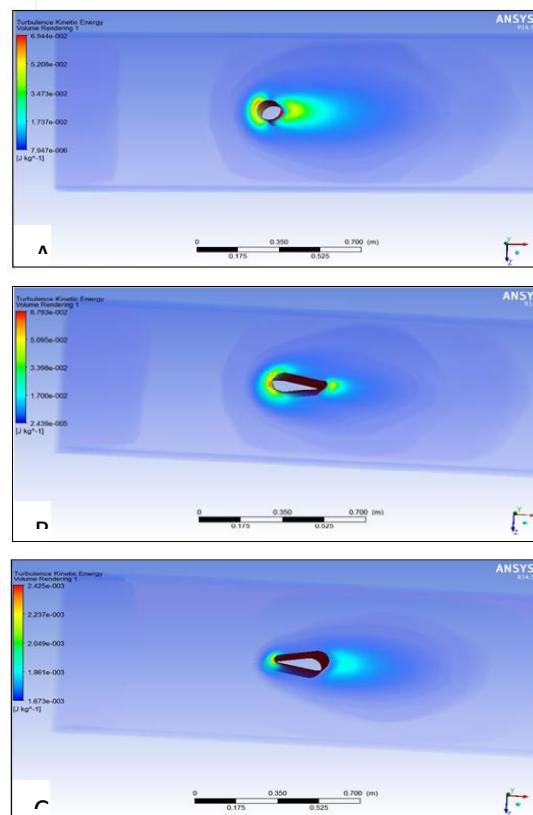 Turbulence Kinetic Energy
Volume Rendering 1
ANSYS
R14.5
6.944e-002
5.208e-002
3.473e-002
1.737e-002
7.947e-006
[J kg^-1]
0 0.350 0.700 (m)
0.175 0.525
Y
Z
Turbulence Kinetic Energy
Volume Rendering 1
ANSYS
6.793e-002
5.095e-002
3.398e-002
1.700e-002
2.439e-005
[J kg^-1]
0 0.350 0.700 (m)
0.175 0.525
Y
Z
Turbulence Kinetic Energy
Volume Rendering 1
ANSYS
R14.5
2.425e-003
2.237e-003
2.049e-003
1.861e-003
1.673e-003
[J kg^-1]
0 0.350 0.700 (m)
0.175 0.525
Y
Z